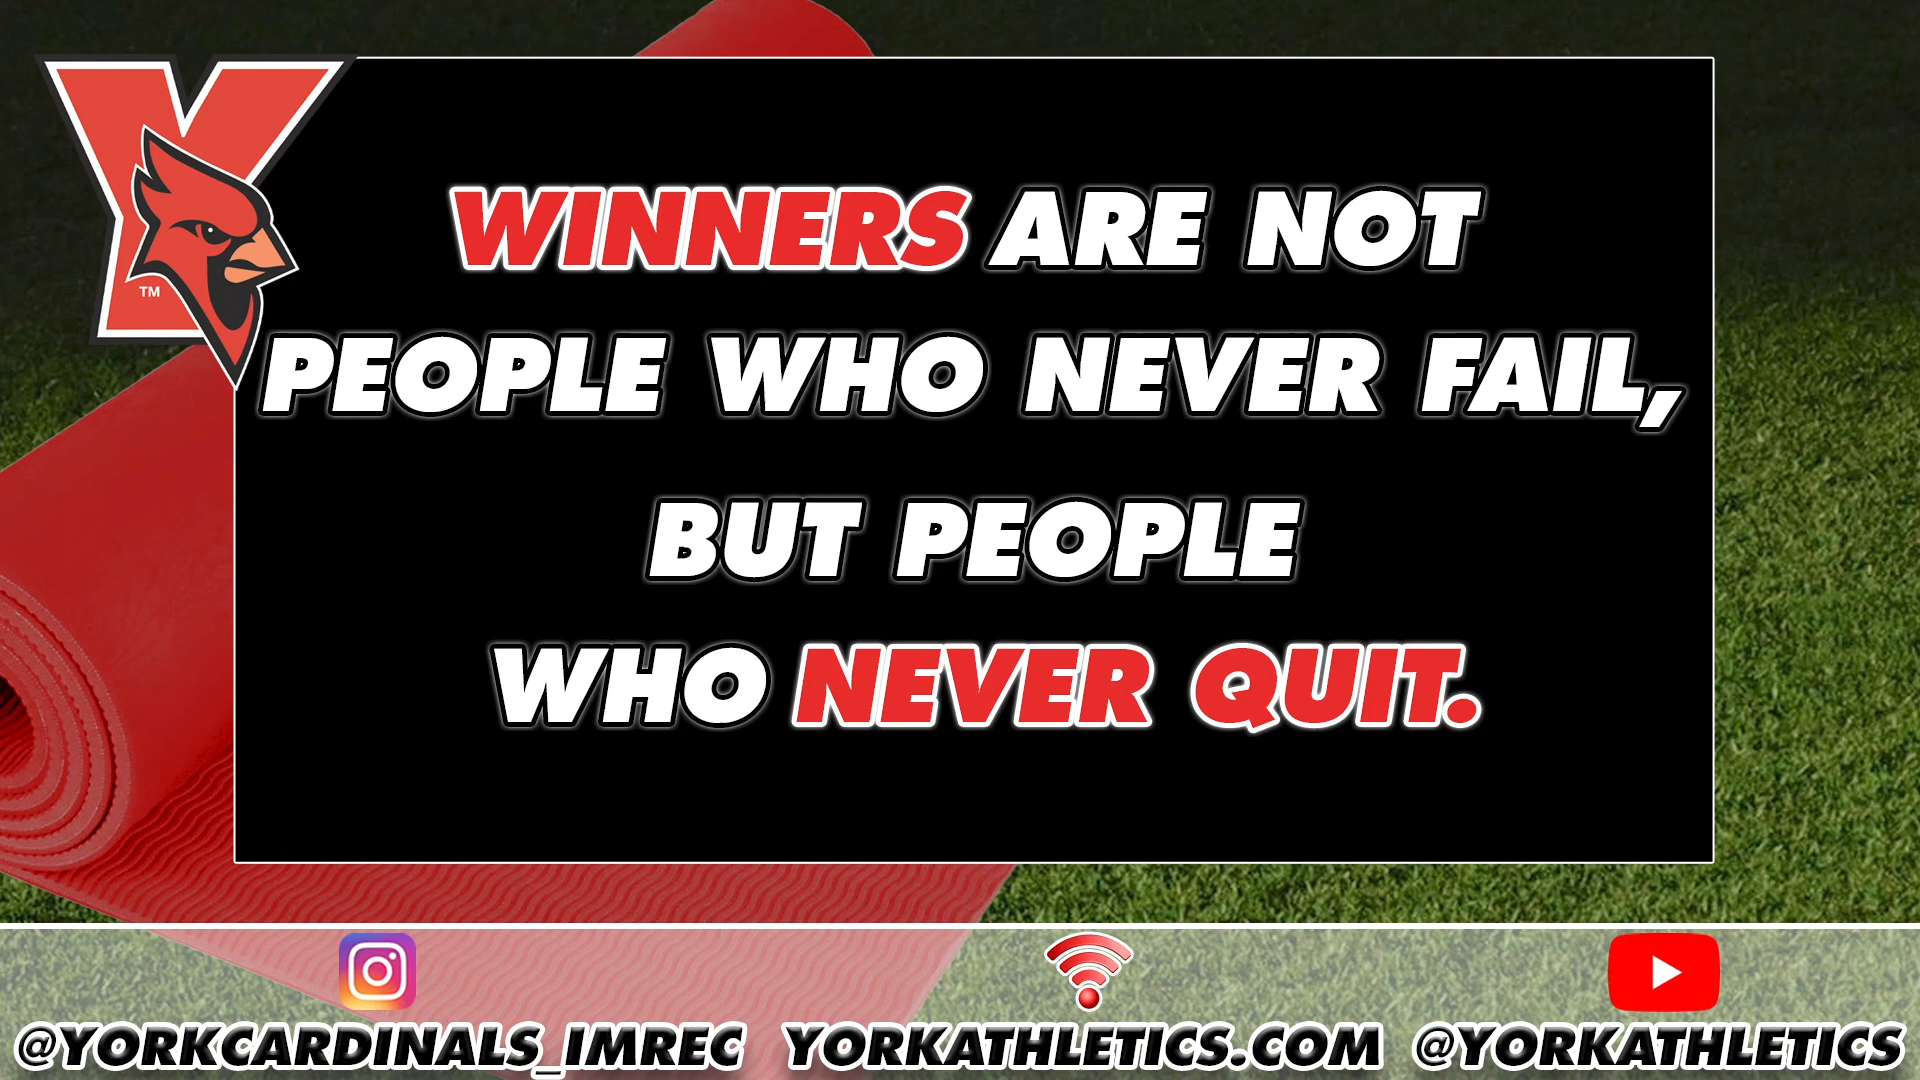 Y
TM
WINNERS ARE NOT
PEOPLE WHO NEVER FAIL,
BUT PEOPLE
WHO NEVER QUIT.
@YORKCARDINALS_IMREC YORKATHLETICS.COM @YORKATHLETICS